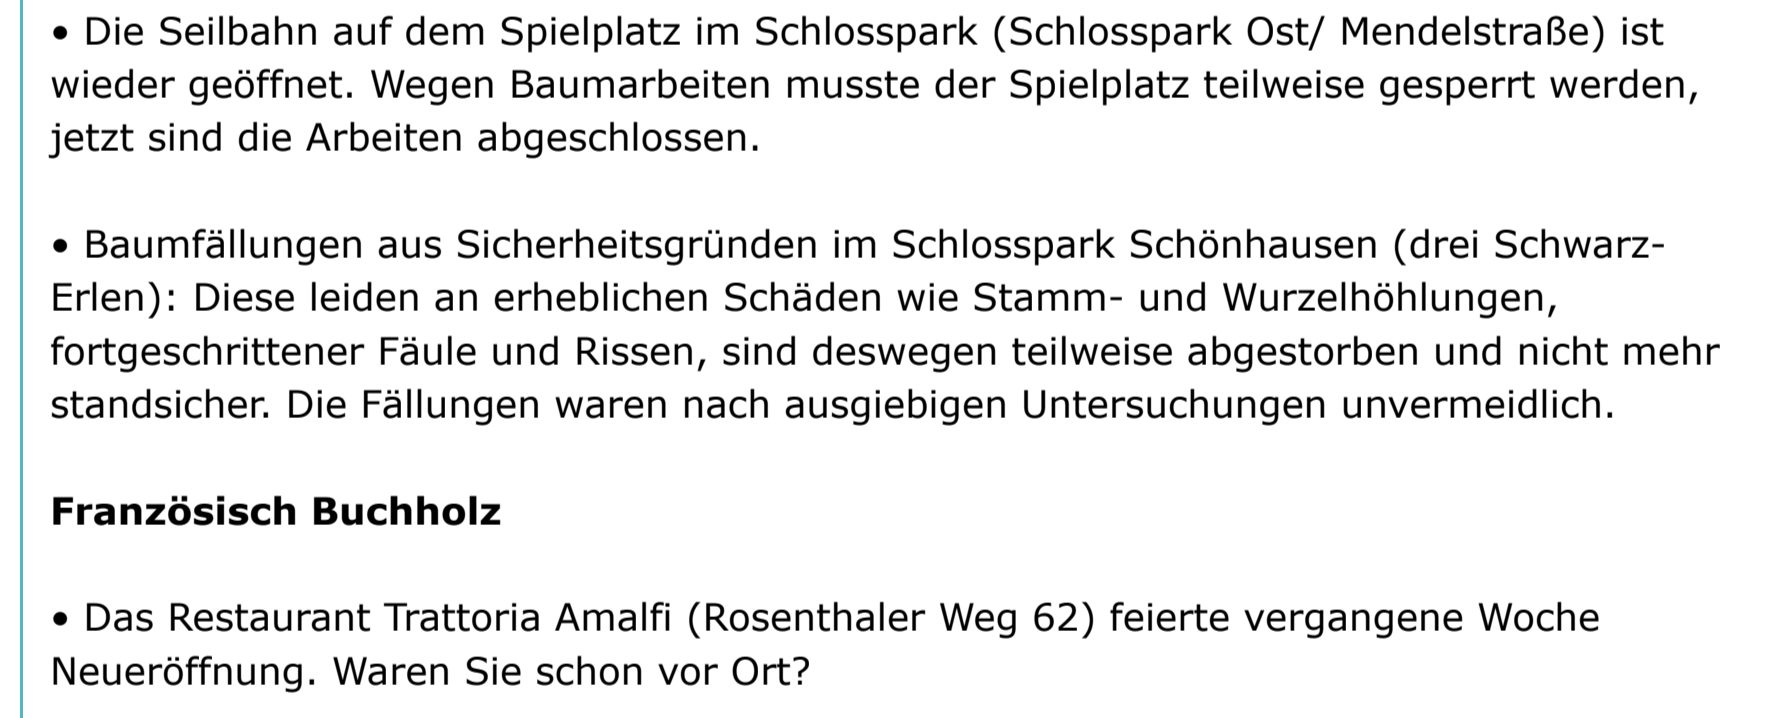 • Die Seilbahn auf dem Spielplatz im Schlosspark (Schlosspark Ost/ Mendelstraße) ist
wieder geöffnet. Wegen Baumarbeiten musste der Spielplatz teilweise gesperrt werden,
jetzt sind die Arbeiten abgeschlossen.
• Baumfällungen aus Sicherheitsgründen im Schlosspark Schönhausen (drei Schwarz-
Erlen): Diese leiden an erheblichen Schäden wie Stamm- und Wurzelhöhlungen,
fortgeschrittener Fäule und Rissen, sind deswegen teilweise abgestorben und nicht mehr
standsicher. Die Fällungen waren nach ausgiebigen Untersuchungen unvermeidlich.
Französisch Buchholz
• Das Restaurant Trattoria Amalfi (Rosenthaler Weg 62) feierte vergangene Woche
Neueröffnung. Waren Sie schon vor Ort?